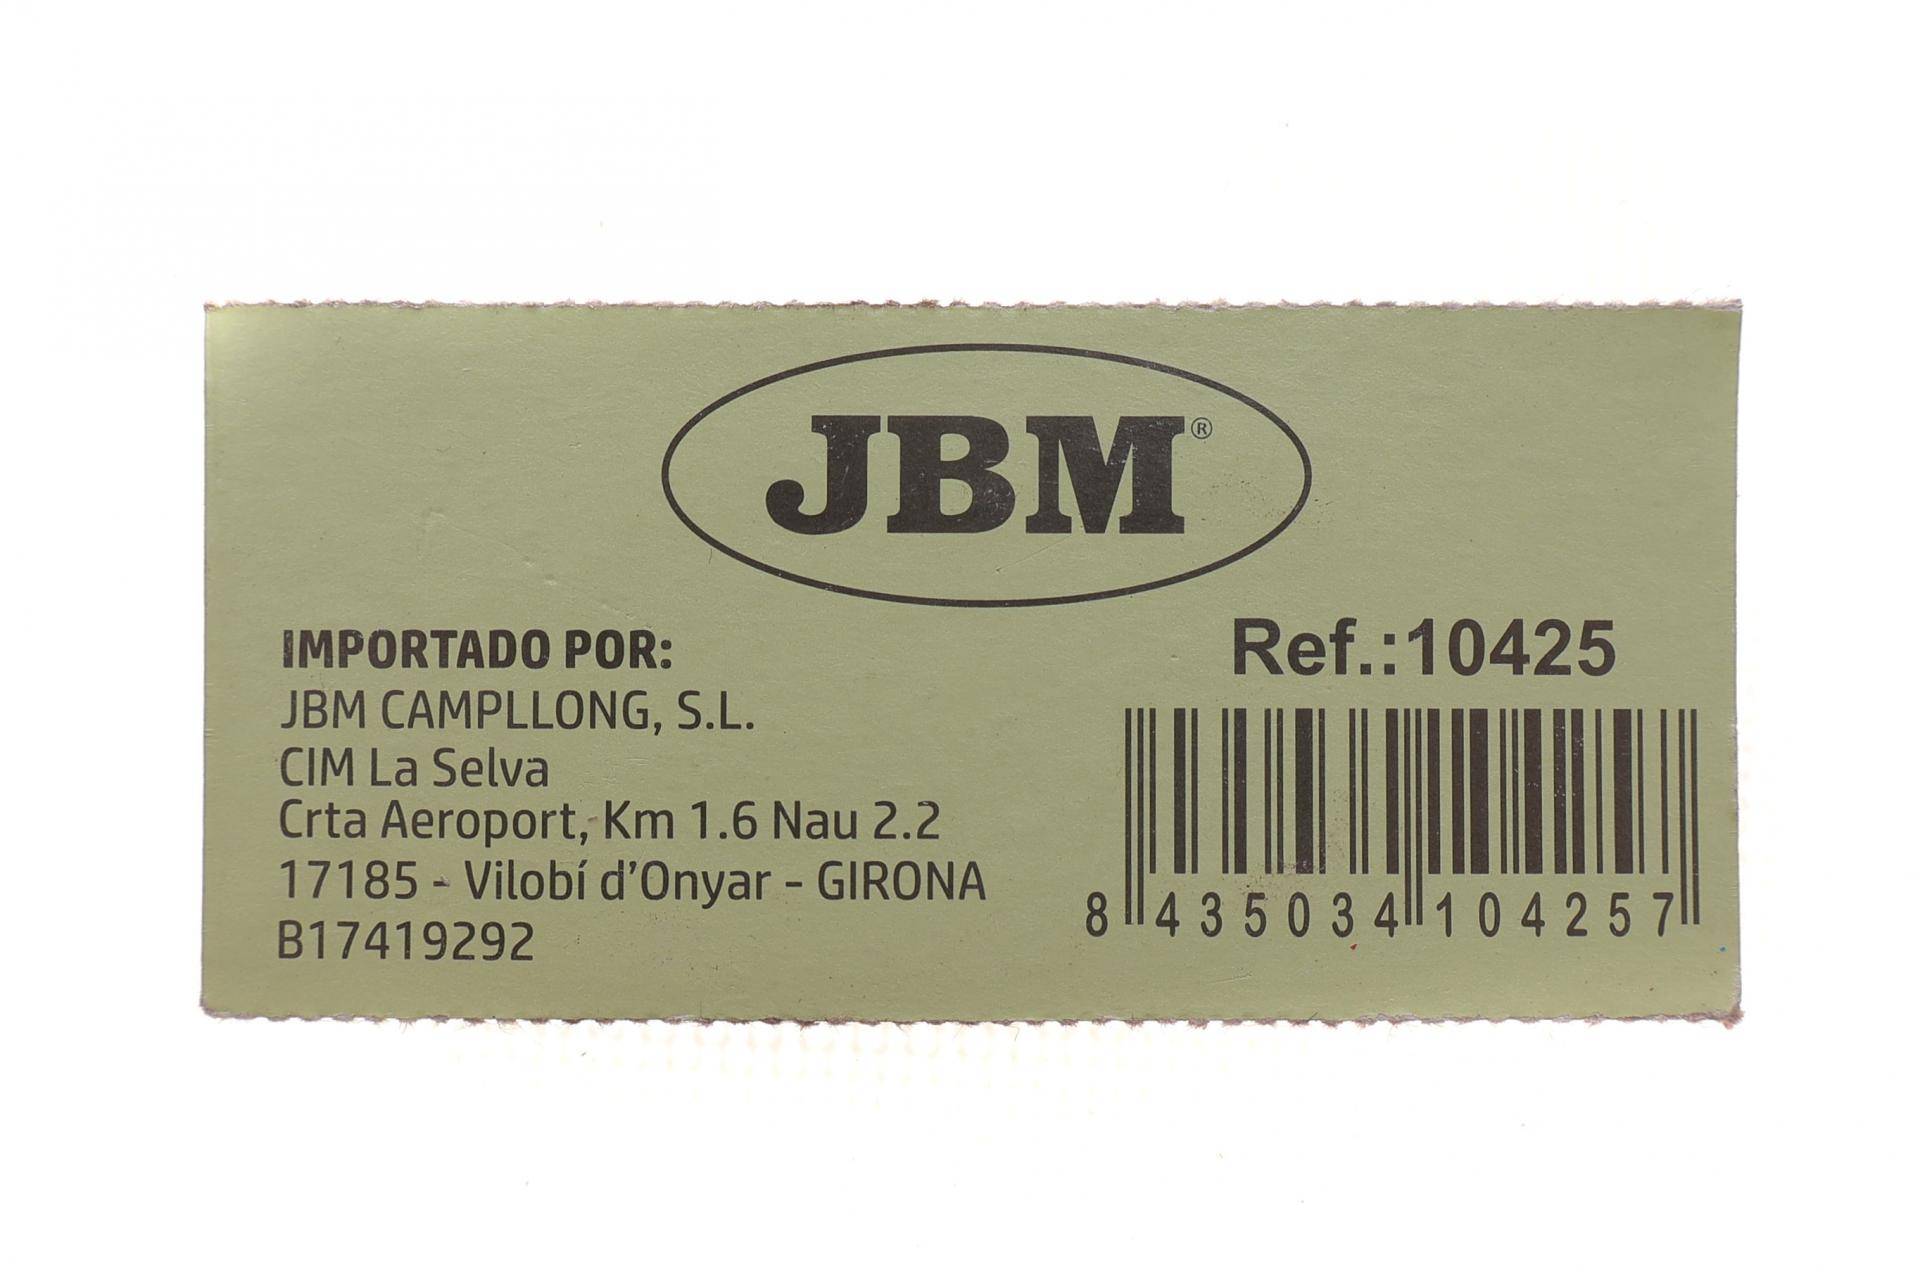 JBM®
IMPORTADO POR:
JBM CAMPLLONG, S.L.
CIM La Selva
Crta Aeroport, Km 1.6 Nau 2.2
17185 - Vilobí d'Onyar - GIRONA
B17419292
Ref.:10425
8 435034 104257